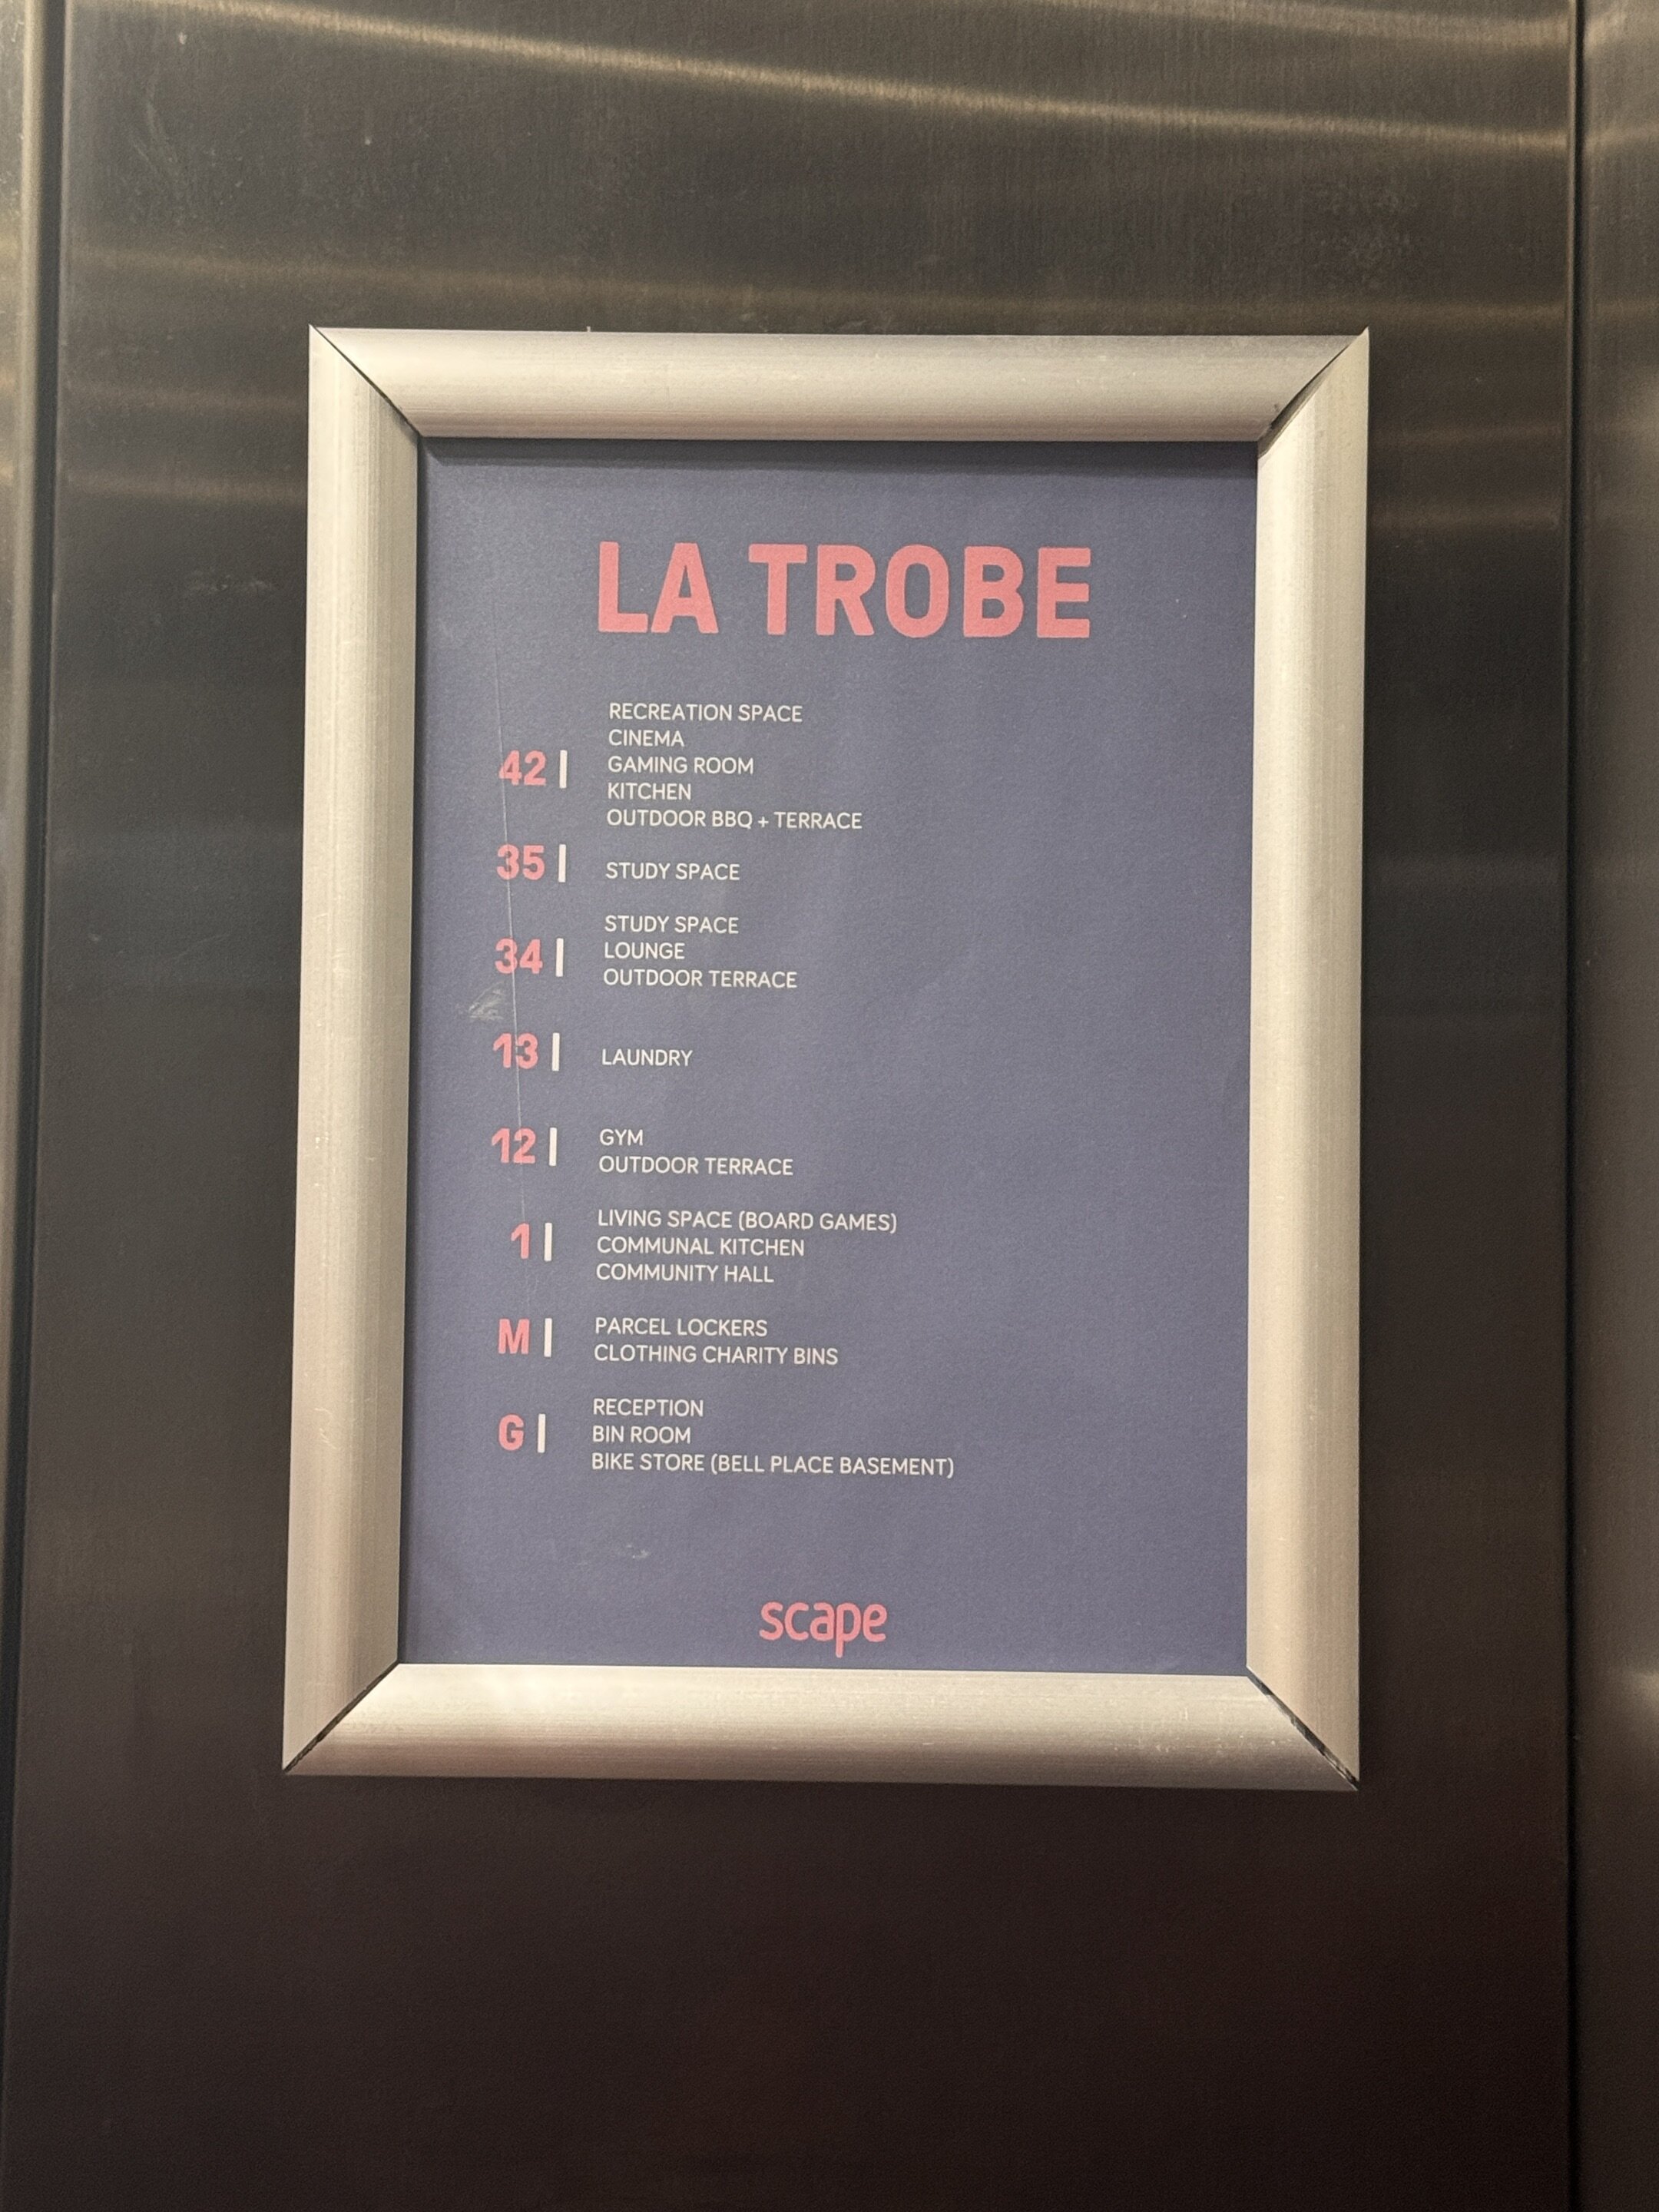 LA TROBE
42 | RECREATION SPACE
CINEMA
GAMING ROOM
KITCHEN
OUTDOOR BBQ + TERRACE
35 | STUDY SPACE
34 | STUDY SPACE
LOUNGE
OUTDOOR TERRACE
13 | LAUNDRY
12 | GYM
OUTDOOR TERRACE
1 | LIVING SPACE (BOARD GAMES)
COMMUNAL KITCHEN
COMMUNITY HALL
M | PARCEL LOCKERS
CLOTHING CHARITY BINS
G | RECEPTION
BIN ROOM
BIKE STORE (BELL PLACE BASEMENT)
scape